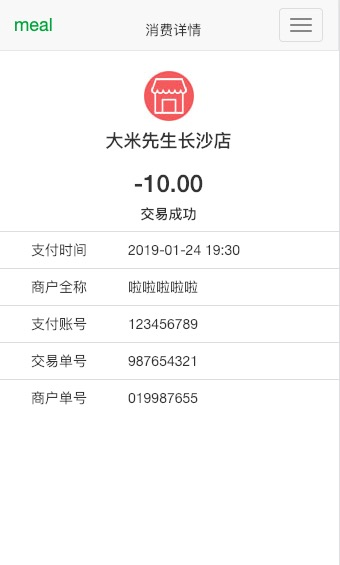 meal 消费详情
大米先生长沙店
-10.00
交易成功
支付时间 2019-01-24 19:30
商户全称 啦啦啦啦啦
支付账号 123456789
交易单号 987654321
商户单号 019987655